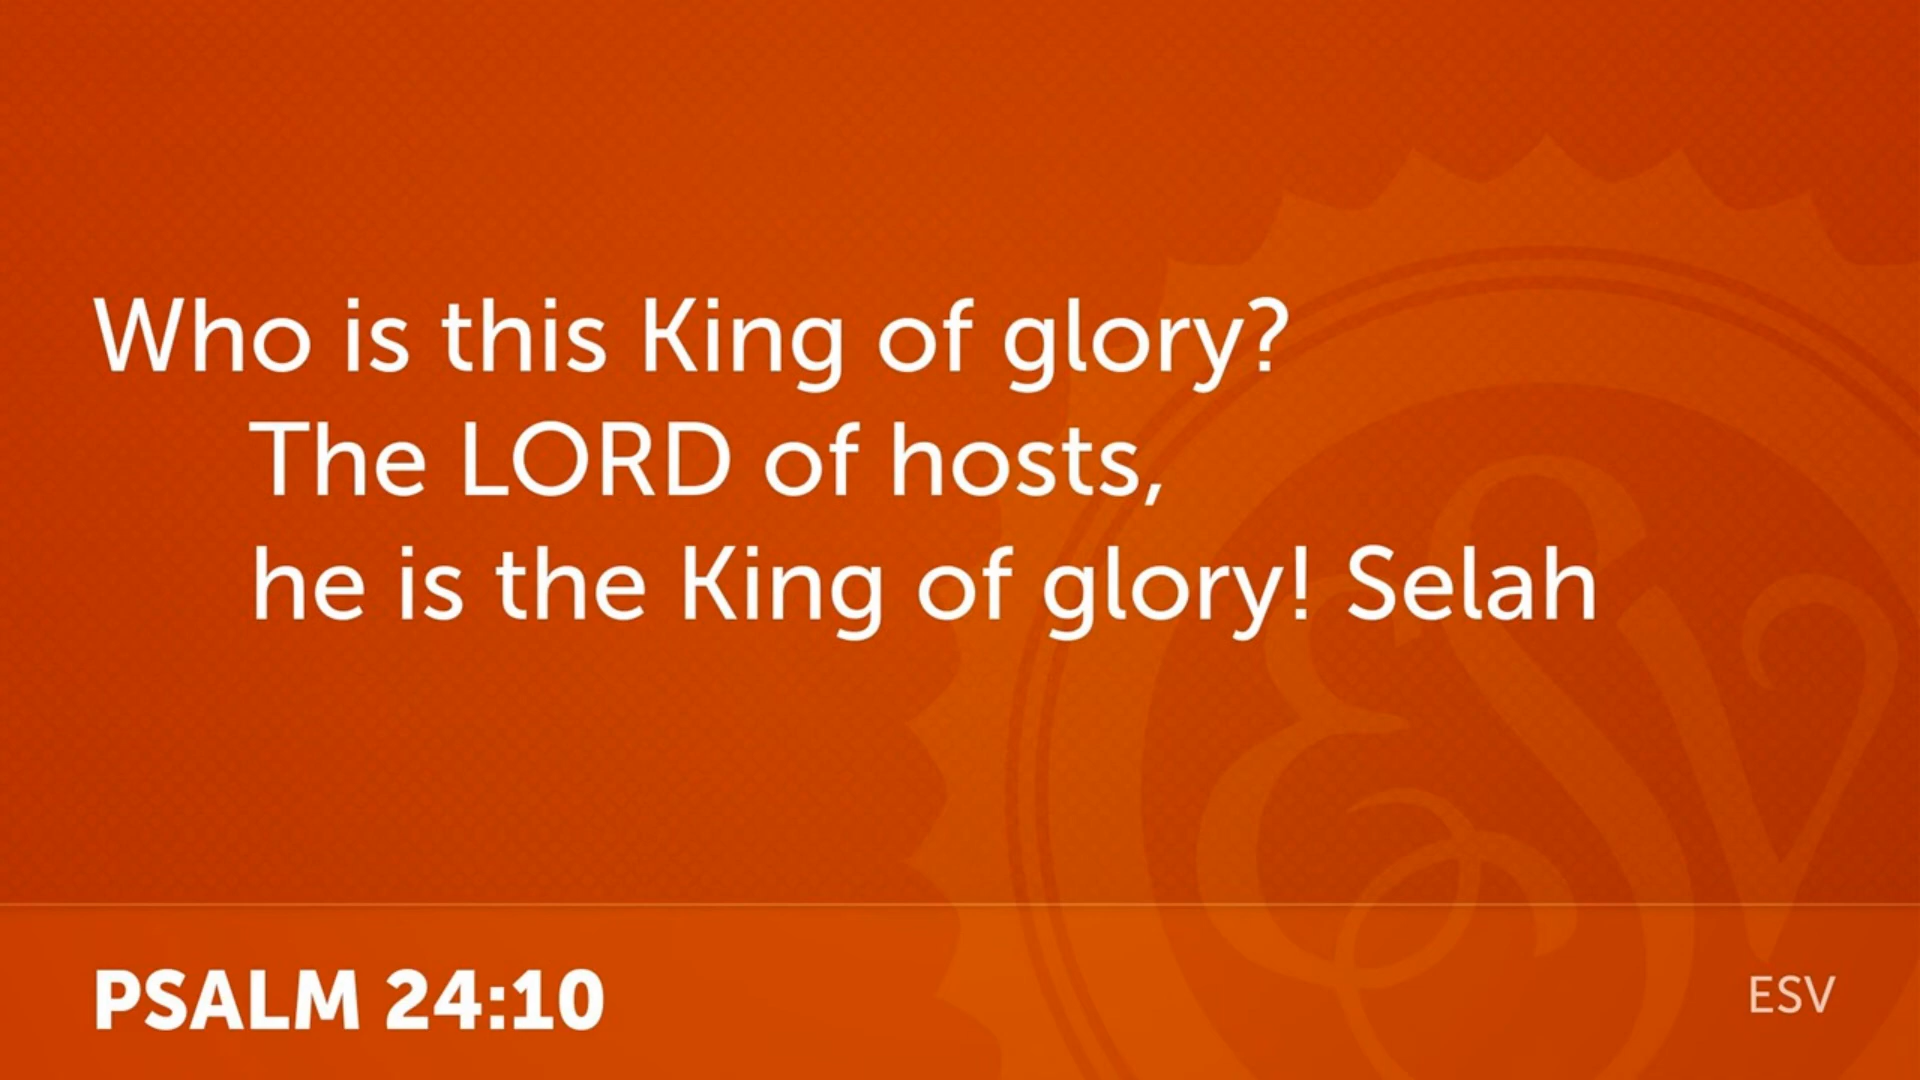 Who is this King of glory?
The LORD of hosts,
he is the King of glory! Selah
PSALM 24:10
ESV
ESV